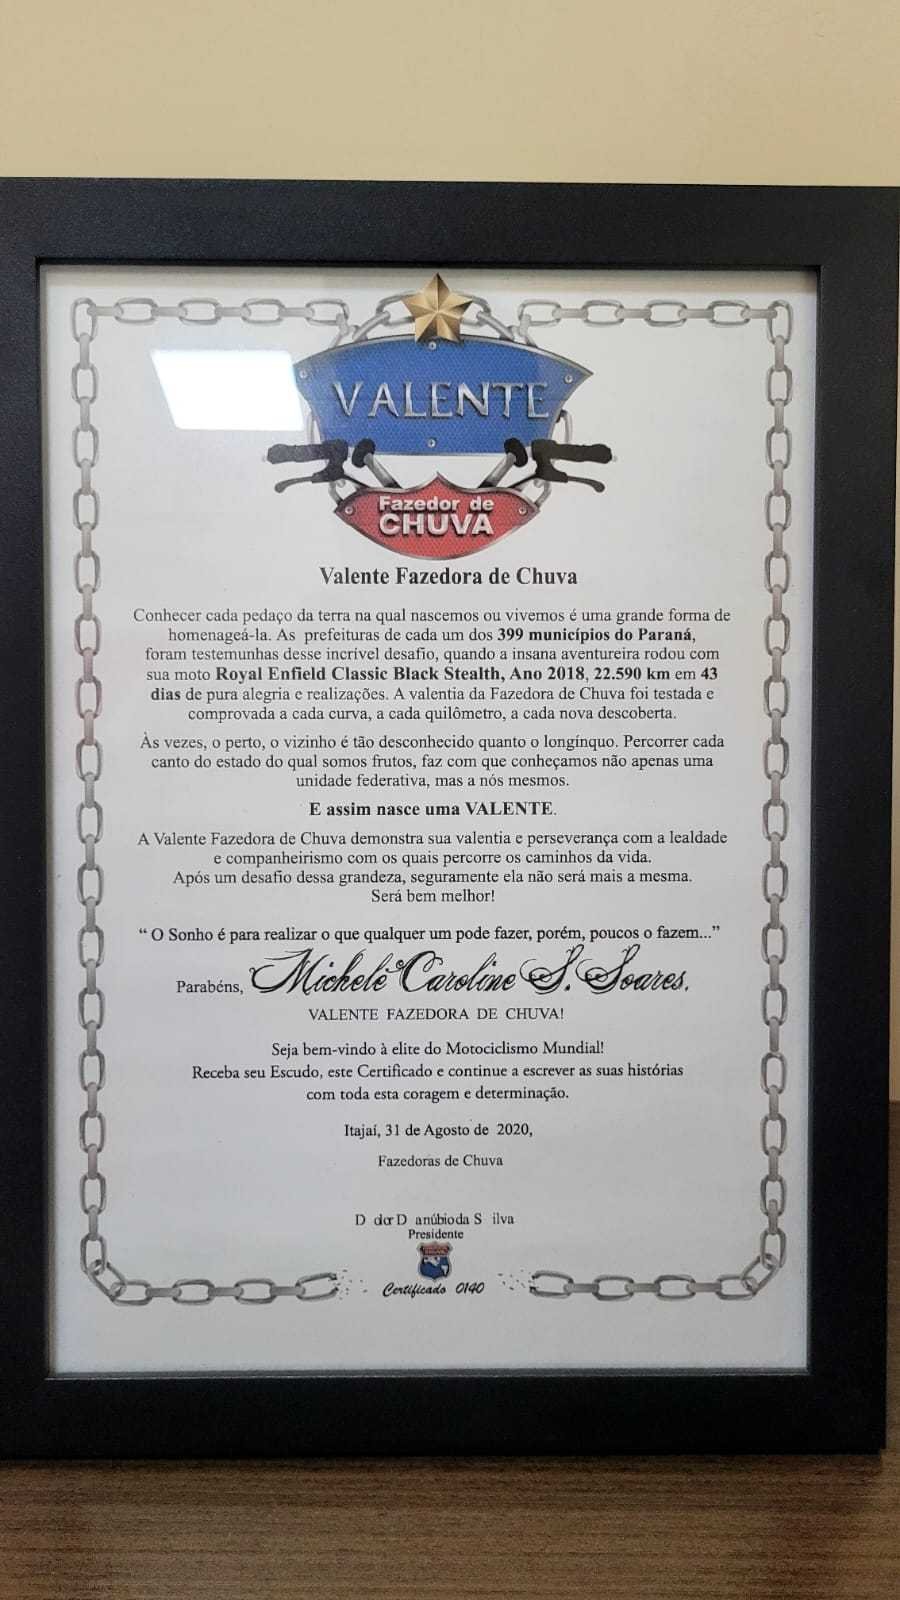 VALENTE
Fazedor de
CHUVA
Valente Fazedora de Chuva
Conhecer cada pedaço da terra na qual nascemos ou vivemos é uma grande forma de
homenageá-la. As prefeituras de cada um dos 399 municípios do Paraná,
foram testemunhas desse incrível desafio, quando a insana aventureira rodou com
sua moto Royal Enfield Classic Black Stealth, Ano 2018, 22.590 km em 43
dias de pura alegria e realizações. A valentia da Fazedora de Chuva foi testada e
comprovada a cada curva, a cada quilômetro, a cada nova descoberta.
Às vezes, o perto, o vizinho é tão desconhecido quanto o longínquo. Percorrer cada
canto do estado do qual somos frutos, faz com que conheçamos não apenas uma
unidade federativa, mas a nós mesmos.
E assim nasce uma VALENTE.
A Valente Fazedora de Chuva demonstra sua valentia e perseverança com a lealdade
e companheirismo com os quais percorre os caminhos da vida.
Após um desafio dessa grandeza, seguramente ela não será mais a mesma.
Será bem melhor!
“ O Sonho é para realizar o que qualquer um pode fazer, porém, poucos o fazem...”
Parabéns, Michele Caroline S. Soares.
VALENTE FAZEDORA DE CHUVA!
Seja bem-vindo à elite do Motociclismo Mundial!
Receba seu Escudo, este Certificado e continue a escrever as suas histórias
com toda esta coragem e determinação.
Itajaí, 31 de Agosto de 2020,
Fazedoras de Chuva
D olor D anúbio da S ilva
Presidente
Certificado 0140